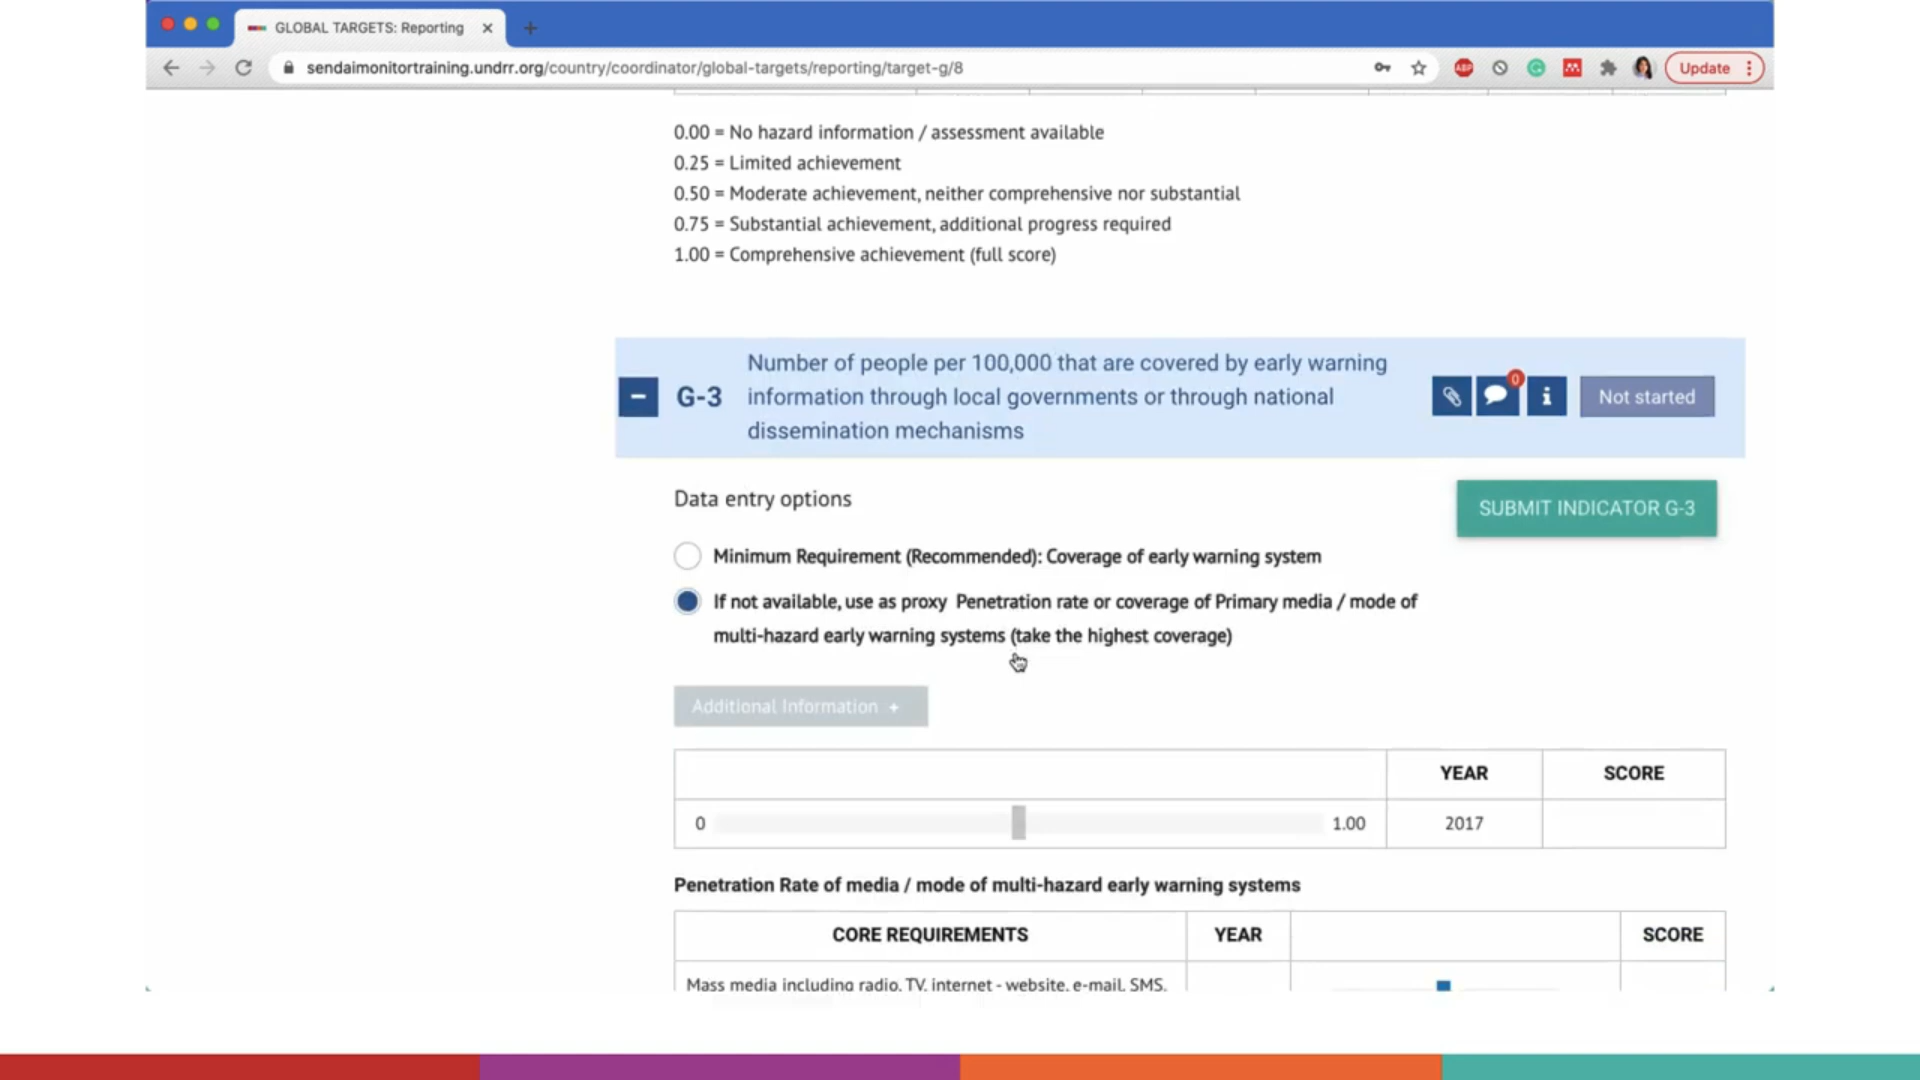 GLOBAL TARGETS: Reporting
sendaimonitortraining.undrr.org/country/coordinator/global-targets/reporting/target-g/8
ABP
Update
0.00 = No hazard information / assessment available
0.25 = Limited achievement
0.50 = Moderate achievement, neither comprehensive nor substantial
0.75 = Substantial achievement, additional progress required
1.00 = Comprehensive achievement (full score)
G-3
Number of people per 100,000 that are covered by early warning
information through local governments or through national
dissemination mechanisms
0
Not started
Data entry options
SUBMIT INDICATOR G-3
Minimum Requirement (Recommended): Coverage of early warning system
If not available, use as proxy Penetration rate or coverage of Primary media / mode of
multi-hazard early warning systems (take the highest coverage)
Additional Information +
YEAR SCORE
0 1.00 2017
Penetration Rate of media / mode of multi-hazard early warning systems
CORE REQUIREMENTS YEAR SCORE
Mass media including radio, TV, internet - website, e-mail, SMS,